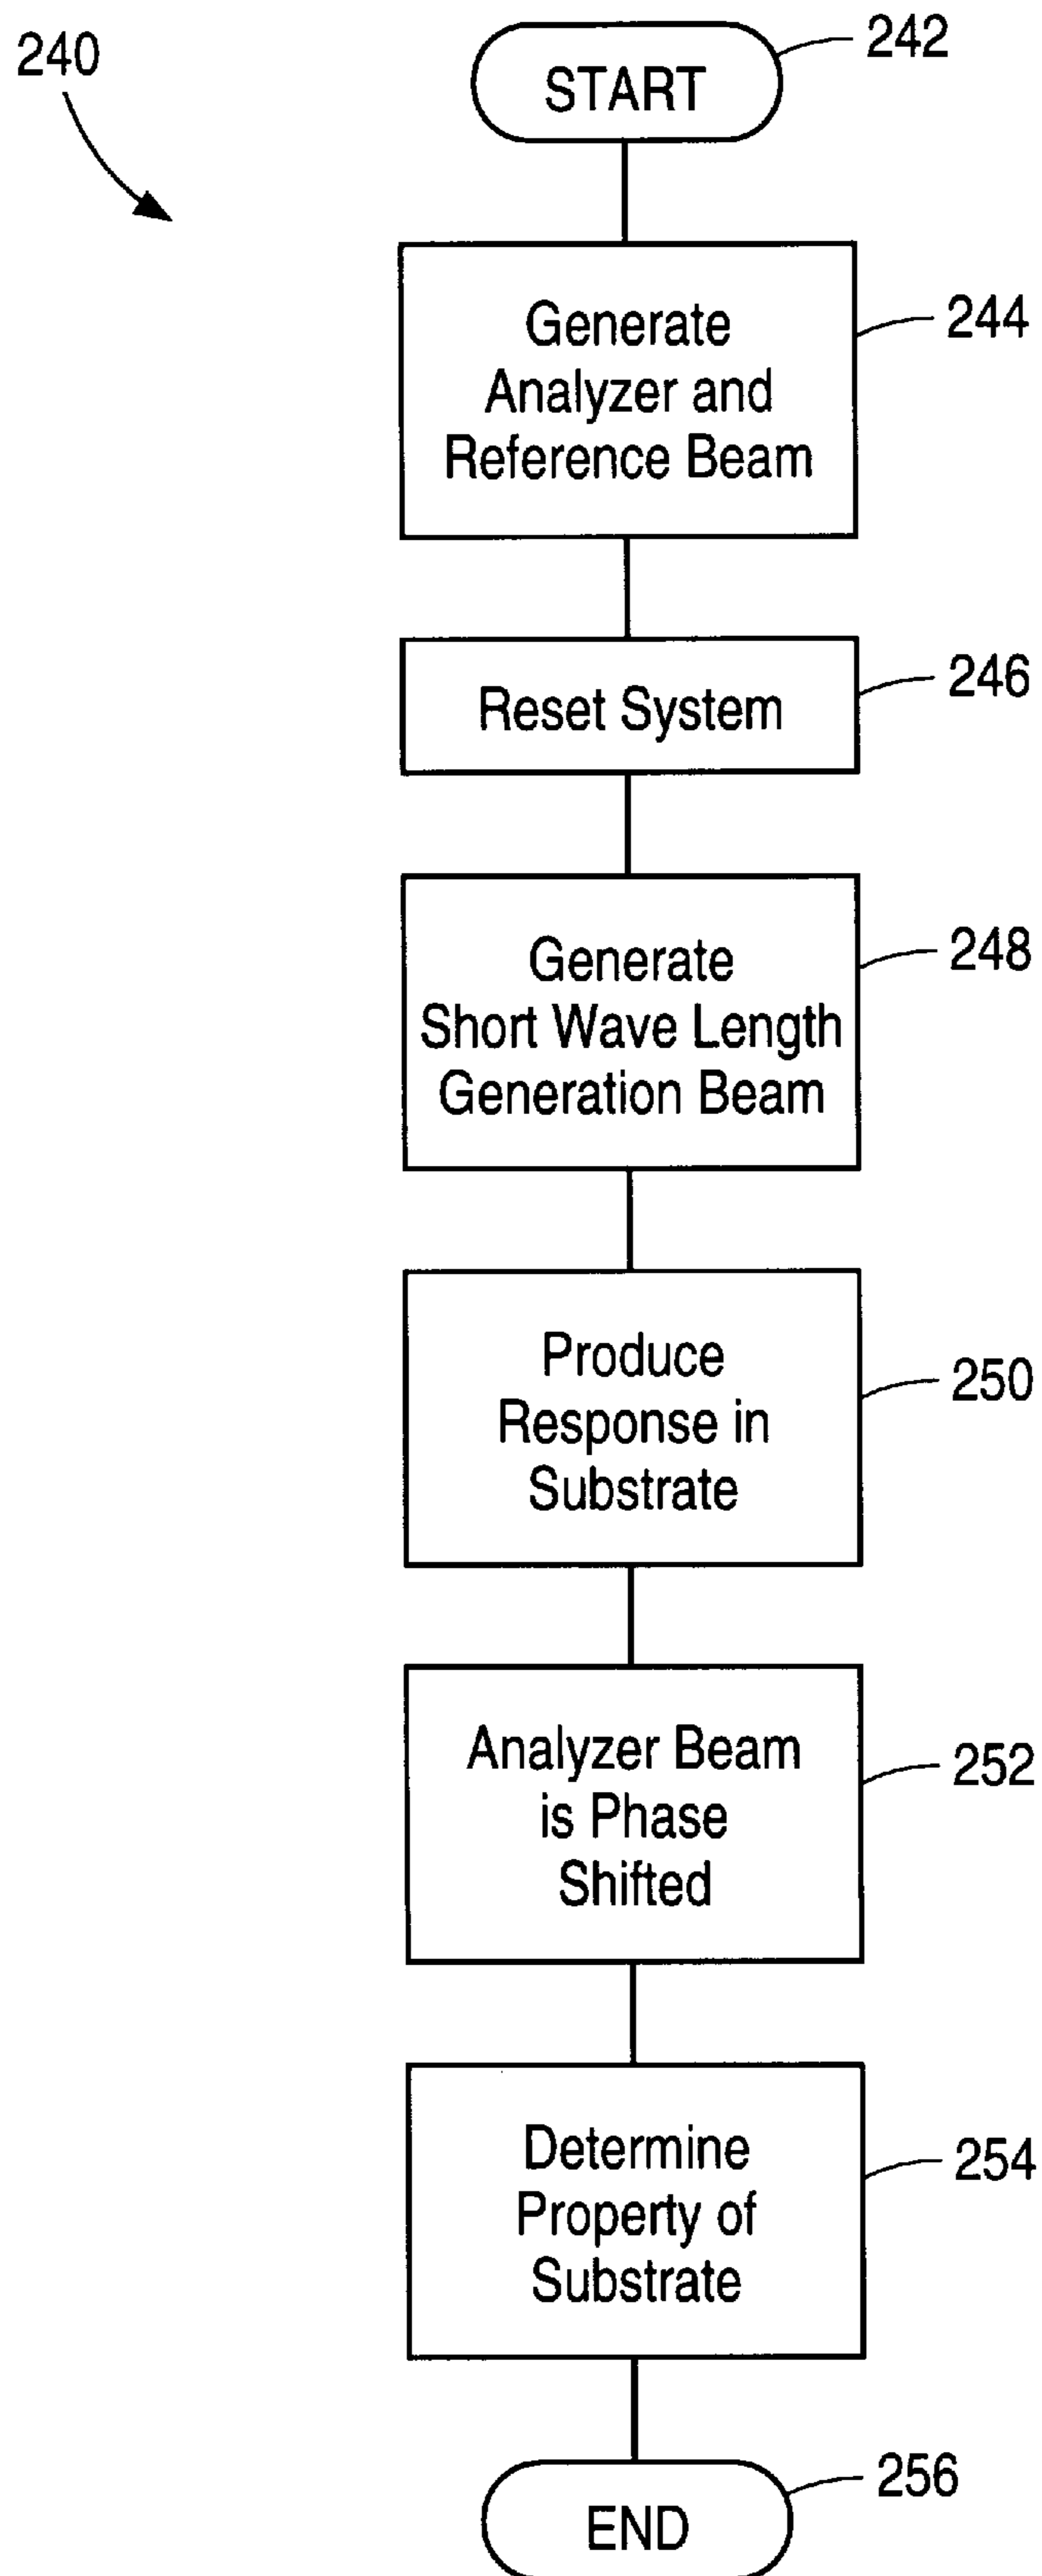 240
242
START
Generate
Analyzer and
Reference Beam
244
Reset System
246
Generate
Short Wave Length
Generation Beam
248
Produce
Response in
Substrate
250
Analyzer Beam
is Phase
Shifted
252
Determine
Property of
Substrate
254
END
256